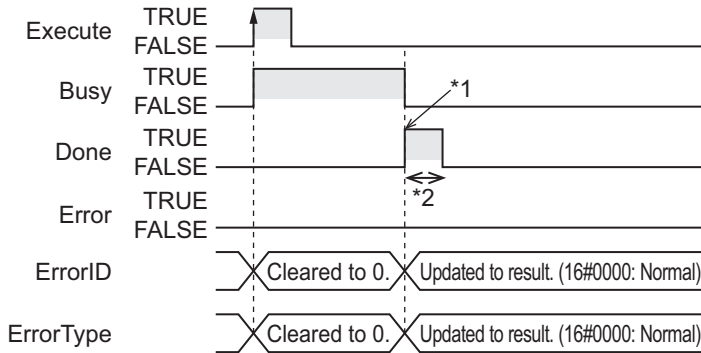 Execute TRUE
FALSE
Busy TRUE
FALSE
*1
Done TRUE
FALSE
*2
Error TRUE
FALSE
ErrorID Cleared to 0. Updated to result. (16#0000: Normal)
ErrorType Cleared to 0. Updated to result. (16#0000: Normal)